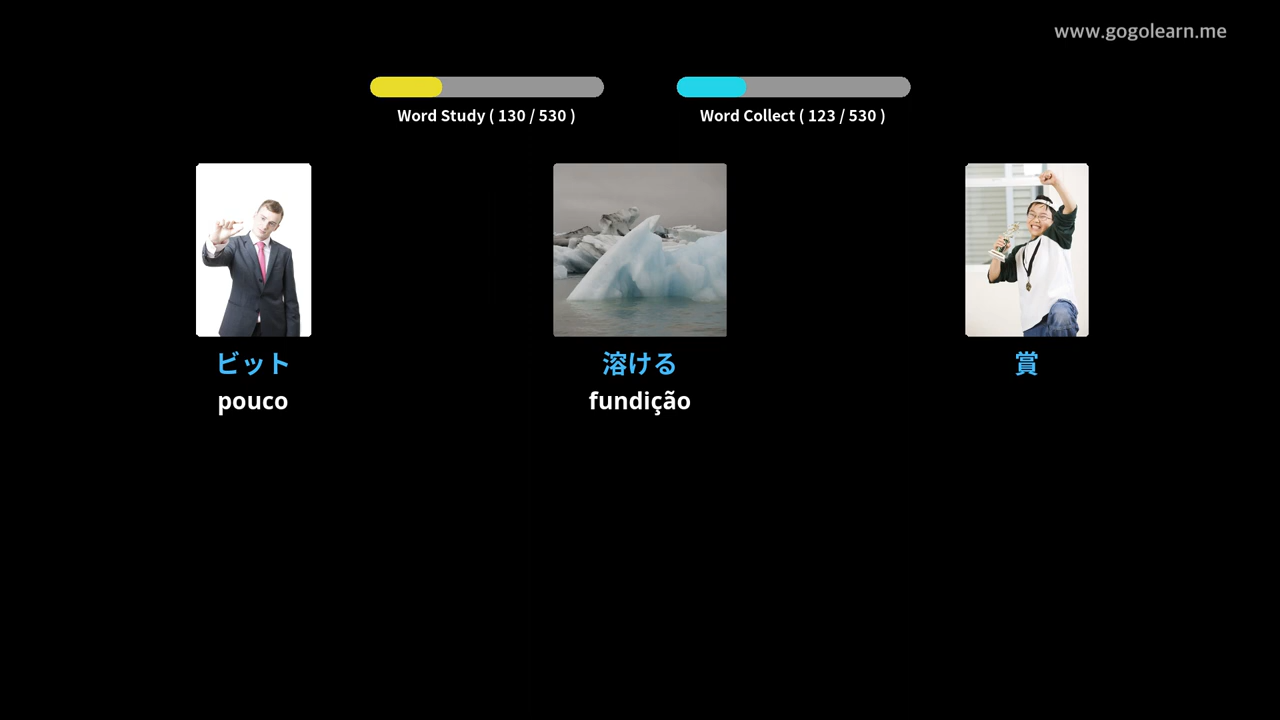 www.gogolearn.me
Word Study ( 130 / 530 )
Word Collect ( 123 / 530 )
ビット
溶ける
賞
pouco
fundição